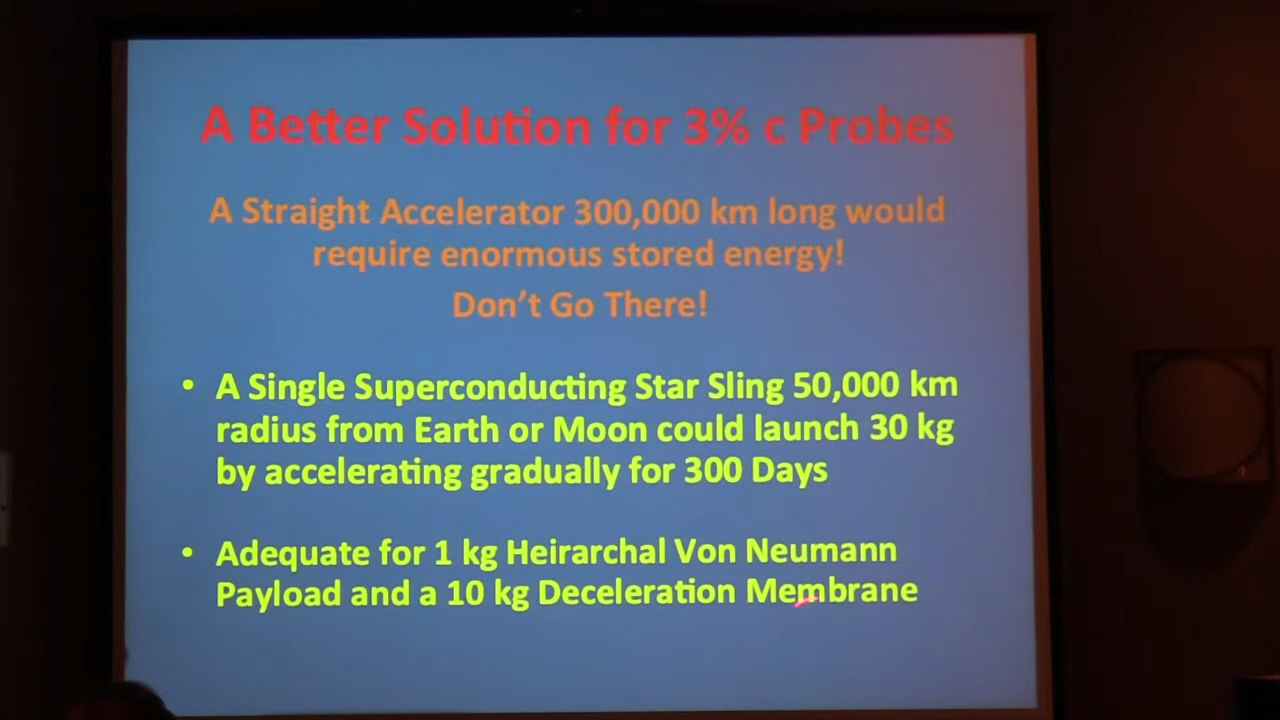 A Better Solution for 3% c Probes
A Straight Accelerator 300,000 km long would
require enormous stored energy!
Don't Go There!
• A Single Superconducting Star Sling 50,000 km
radius from Earth or Moon could launch 30 kg
by accelerating gradually for 300 Days
• Adequate for 1 kg Heirarchal Von Neumann
Payload and a 10 kg Deceleration Membrane